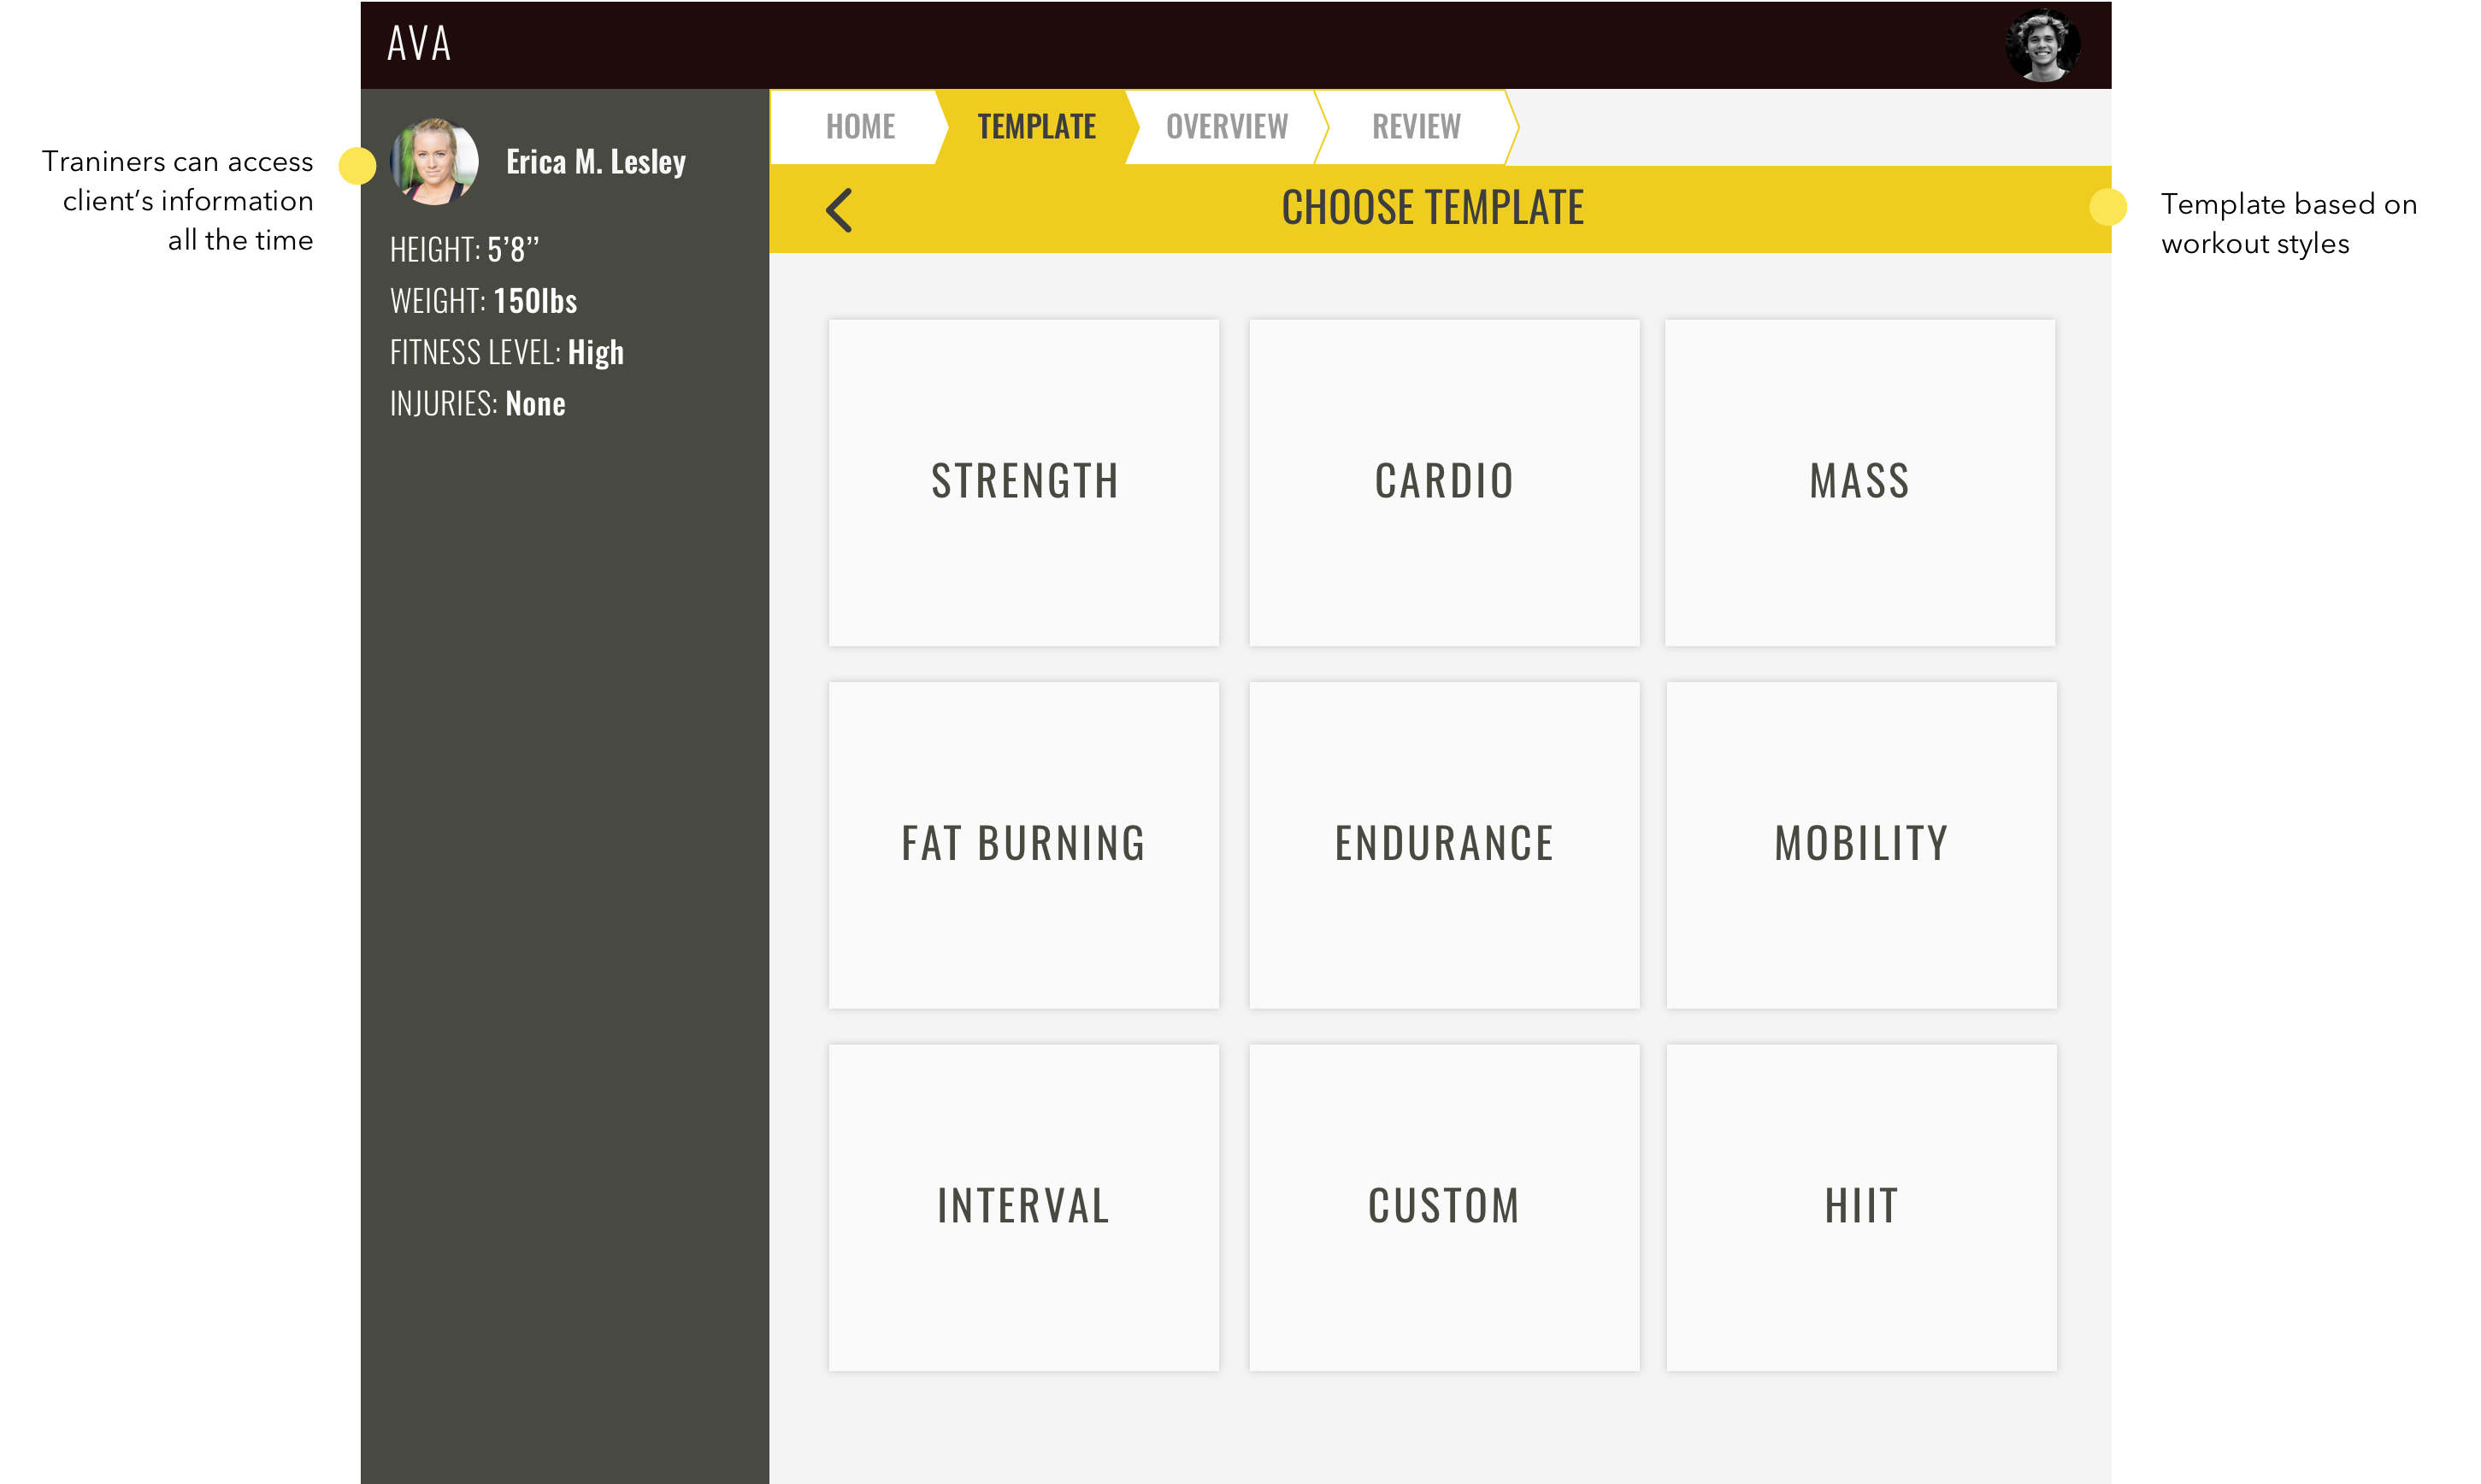 AVA
Traniners can access
client’s information
all the time
Erica M. Lesley
HEIGHT: 5’8’’
WEIGHT: 150lbs
FITNESS LEVEL: High
INJURIES: None
HOME
TEMPLATE
OVERVIEW
REVIEW
CHOOSE TEMPLATE
Template based on
workout styles
STRENGTH
CARDIO
MASS
FAT BURNING
ENDURANCE
MOBILITY
INTERVAL
CUSTOM
HIIT